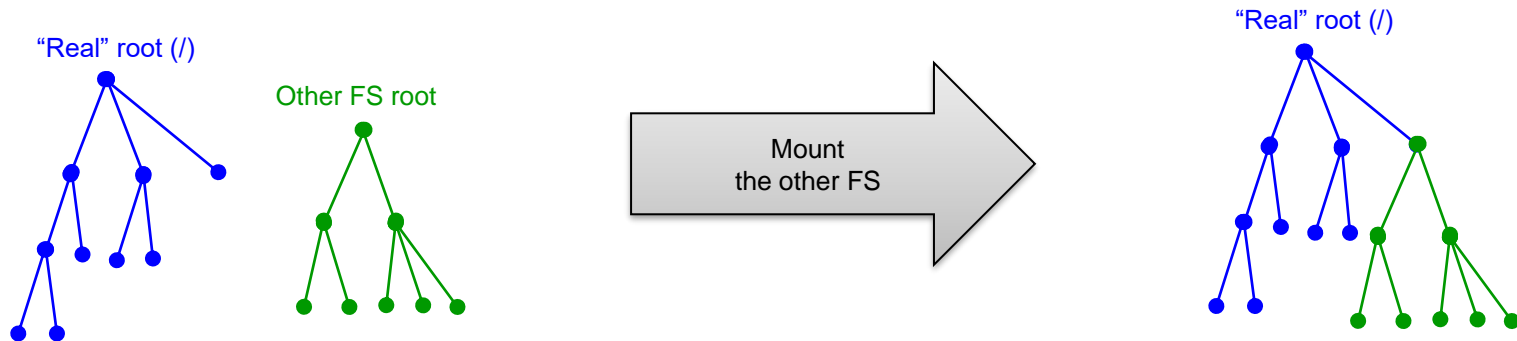 “Real” root (/)
Other FS root
Mount
the other FS
“Real” root (/)